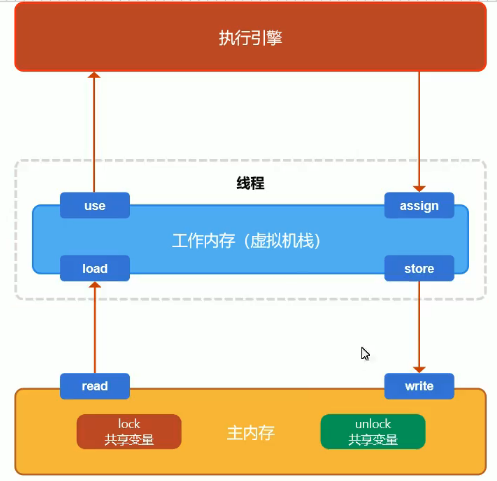 执行引擎
线程
use
assign
工作内存（虚拟机栈）
load
store
read
write
lock
共享变量
主内存
unlock
共享变量